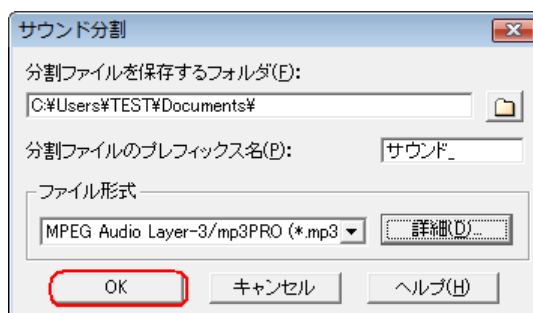 サウンド分割
分割ファイルを保存するフォルダ(F):
C:¥Users¥TEST¥Documents¥
分割ファイルのプレフィックス名(P):
サウンド_
ファイル形式
MPEG Audio Layer-3/mp3PRO (*.mp3
詳細(D)...
OK
キャンセル
ヘルプ(H)